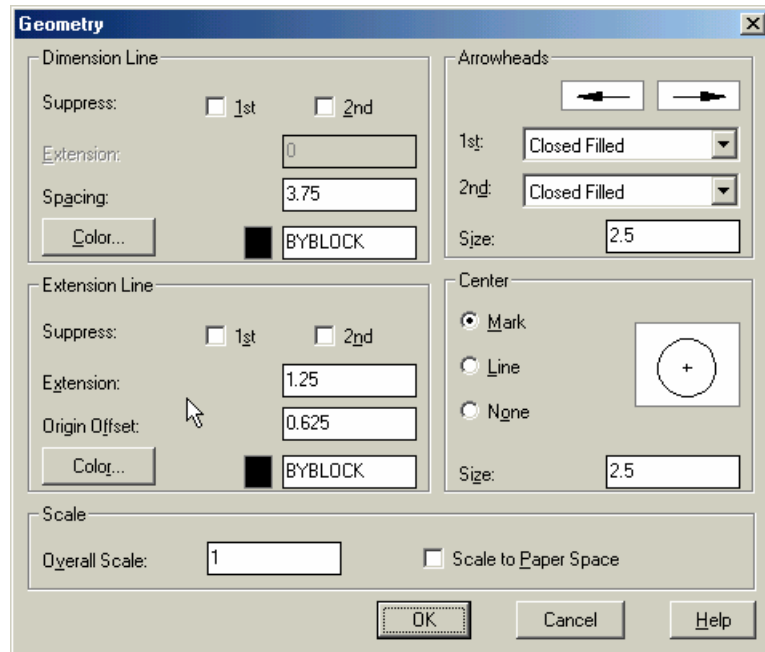 Geometry
Dimension Line
Suppress: 1st 2nd
Extension: 0
Spacing: 3.75
Color... BYBLOCK
Extension Line
Suppress: 1st 2nd
Extension: 1.25
Origin Offset: 0.625
Color... BYBLOCK
Arrowheads
1st: Closed Filled
2nd: Closed Filled
Size: 2.5
Center
Mark
Line
None
Size: 2.5
Scale
Overall Scale: 1 Scale to Paper Space
OK Cancel Help